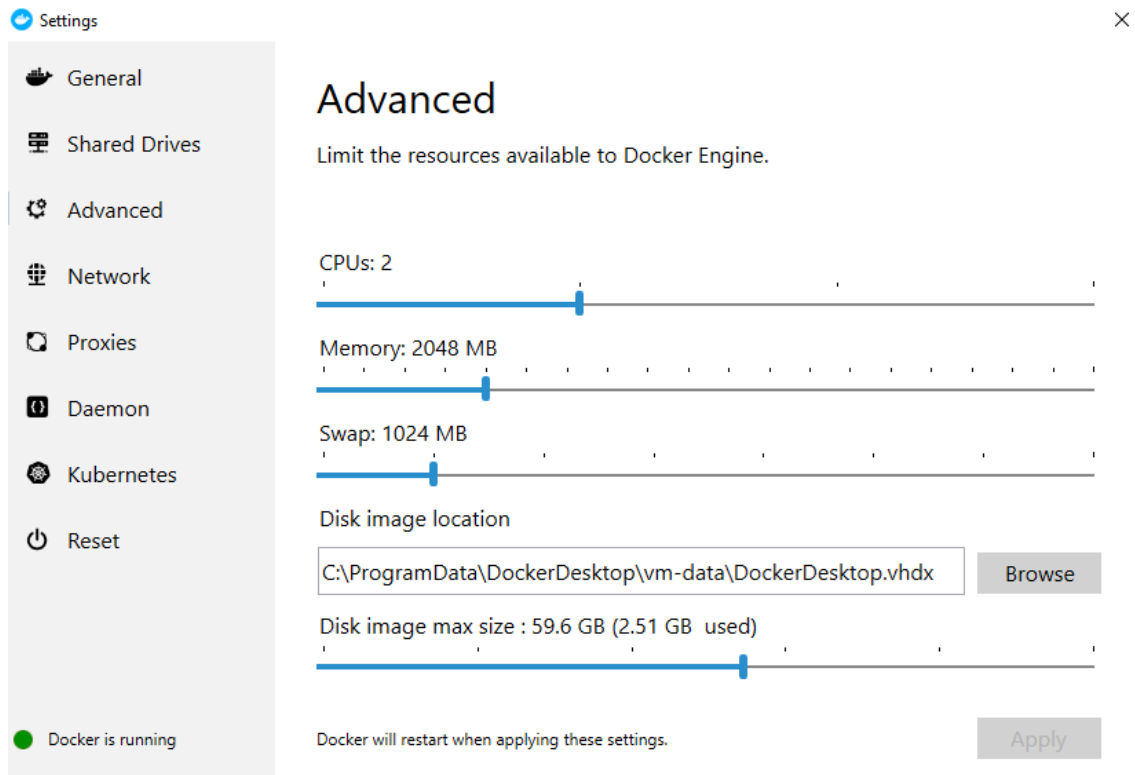 Settings
General
Shared Drives
Advanced
Network
Proxies
Daemon
Kubernetes
Reset
Docker is running
Advanced
Limit the resources available to Docker Engine.
CPUs: 2
Memory: 2048 MB
Swap: 1024 MB
Disk image location
C:\ProgramData\DockerDesktop\vm-data\DockerDesktop.vhdx
Browse
Disk image max size : 59.6 GB (2.51 GB  used)
Docker will restart when applying these settings.
Apply